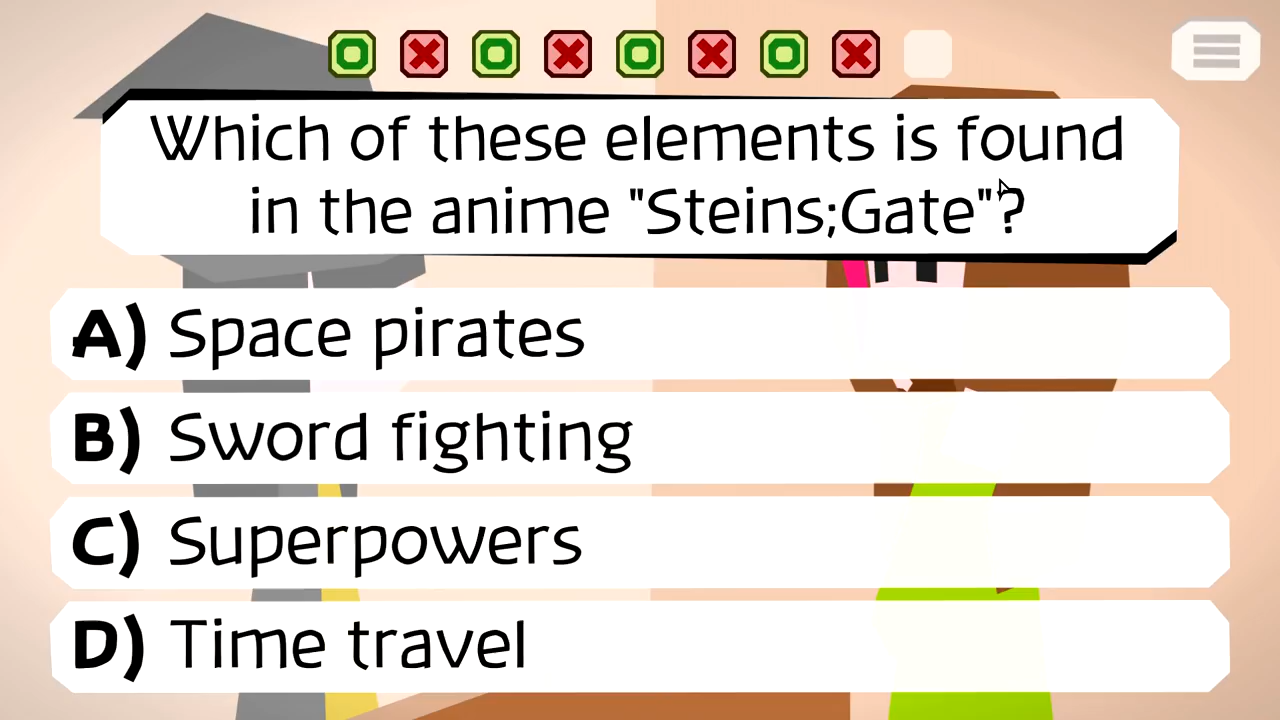 Which of these elements is found
in the anime "Steins;Gate"?
A) Space pirates
B) Sword fighting
C) Superpowers
D) Time travel